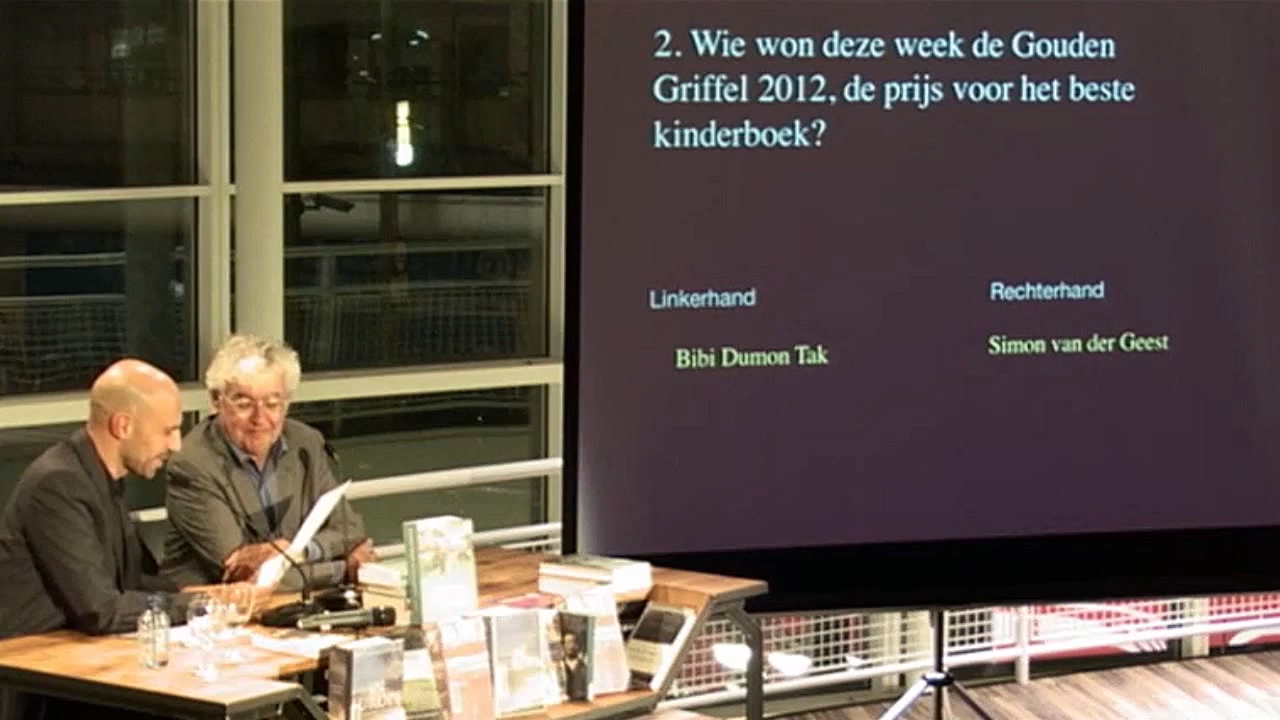 2. Wie won deze week de Gouden
Griffel 2012, de prijs voor het beste
kinderboek?
Linkerhand
Rechterhand
Bibi Dumon Tak
Simon van der Geest